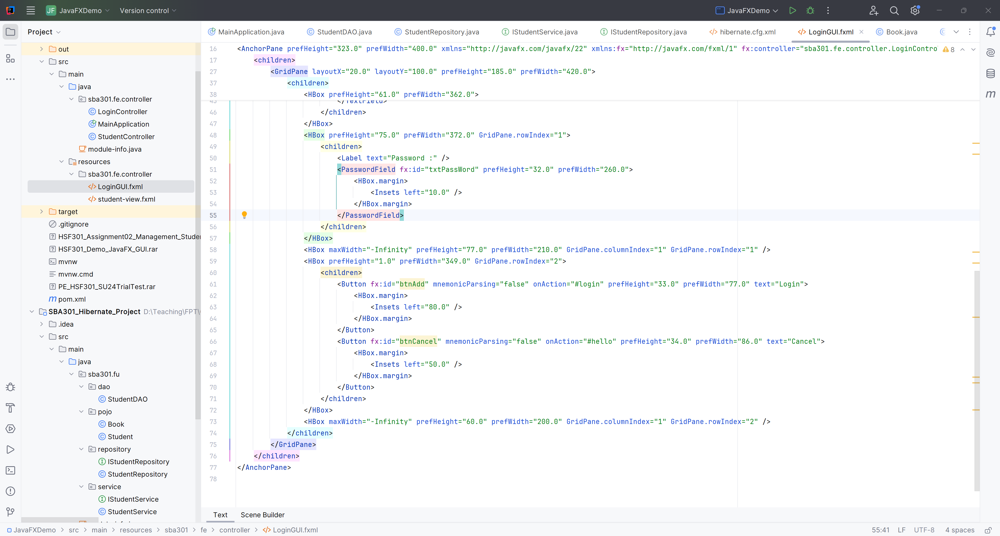 JF JavaFXDemo Version control JavaFXDemo
Project
MainApplication.java StudentDAO.java StudentRepository.java IStudentService.java IStudentRepository.java hibernate.cfg.xml LoginGUI.fxml Book.java
out
src
main
java
sba301.fe.controller
LoginController
MainApplication
StudentController
module-info.java
resources
sba301.fe.controller
LoginGUI.fxml
student-view.fxml
target
.gitignore
HSF301_Assignment02_Management_Stude
HSF301_Demo_JavaFX_GUI.rar
mvnw
mvnw.cmd
PE_HSF301_SU24TrialTest.rar
pom.xml
SBA301_Hibernate_Project D:\Teaching\FPT\
.idea
src
main
java
sba301.fu
dao
StudentDAO
pojo
Book
Student
repository
IStudentRepository
StudentRepository
service
IStudentService
StudentService
16 <AnchorPane prefHeight="323.0" prefWidth="400.0" xmlns="http://javafx.com/javafx/22" xmlns:fx="http://javafx.com/fxml/1" fx:controller="sba301.fe.controller.LoginContro 8
17 <children>
27 <GridPane layoutX="20.0" layoutY="100.0" prefHeight="185.0" prefWidth="420.0">
37 <children>
38 <HBox prefHeight="61.0" prefWidth="362.0">
45 </TextField>
46 </children>
47 </HBox>
48 <HBox prefHeight="75.0" prefWidth="372.0" GridPane.rowIndex="1">
49 <children>
50 <Label text="Password :" />
51 <PasswordField fx:id="txtPassWord" prefHeight="32.0" prefWidth="260.0">
52 <HBox.margin>
53 <Insets left="10.0" />
54 </HBox.margin>
55 </PasswordField>
56 </children>
57 </HBox>
58 <HBox maxWidth="-Infinity" prefHeight="77.0" prefWidth="210.0" GridPane.columnIndex="1" GridPane.rowIndex="1" />
59 <HBox prefHeight="1.0" prefWidth="349.0" GridPane.rowIndex="2">
60 <children>
61 <Button fx:id="btnAdd" mnemonicParsing="false" onAction="#login" prefHeight="33.0" prefWidth="77.0" text="Login">
62 <HBox.margin>
63 <Insets left="80.0" />
64 </HBox.margin>
65 </Button>
66 <Button fx:id="btnCancel" mnemonicParsing="false" onAction="#hello" prefHeight="34.0" prefWidth="86.0" text="Cancel">
67 <HBox.margin>
68 <Insets left="50.0" />
69 </HBox.margin>
70 </Button>
71 </children>
72 </HBox>
73 <HBox maxWidth="-Infinity" prefHeight="60.0" prefWidth="200.0" GridPane.columnIndex="1" GridPane.rowIndex="2" />
74 </children>
75 </GridPane>
76 </children>
77 </AnchorPane>
78
Text Scene Builder
JavaFXDemo > src > main > resources > sba301 > fe > controller > LoginGUI.fxml 55:41 LF UTF-8 4 spaces